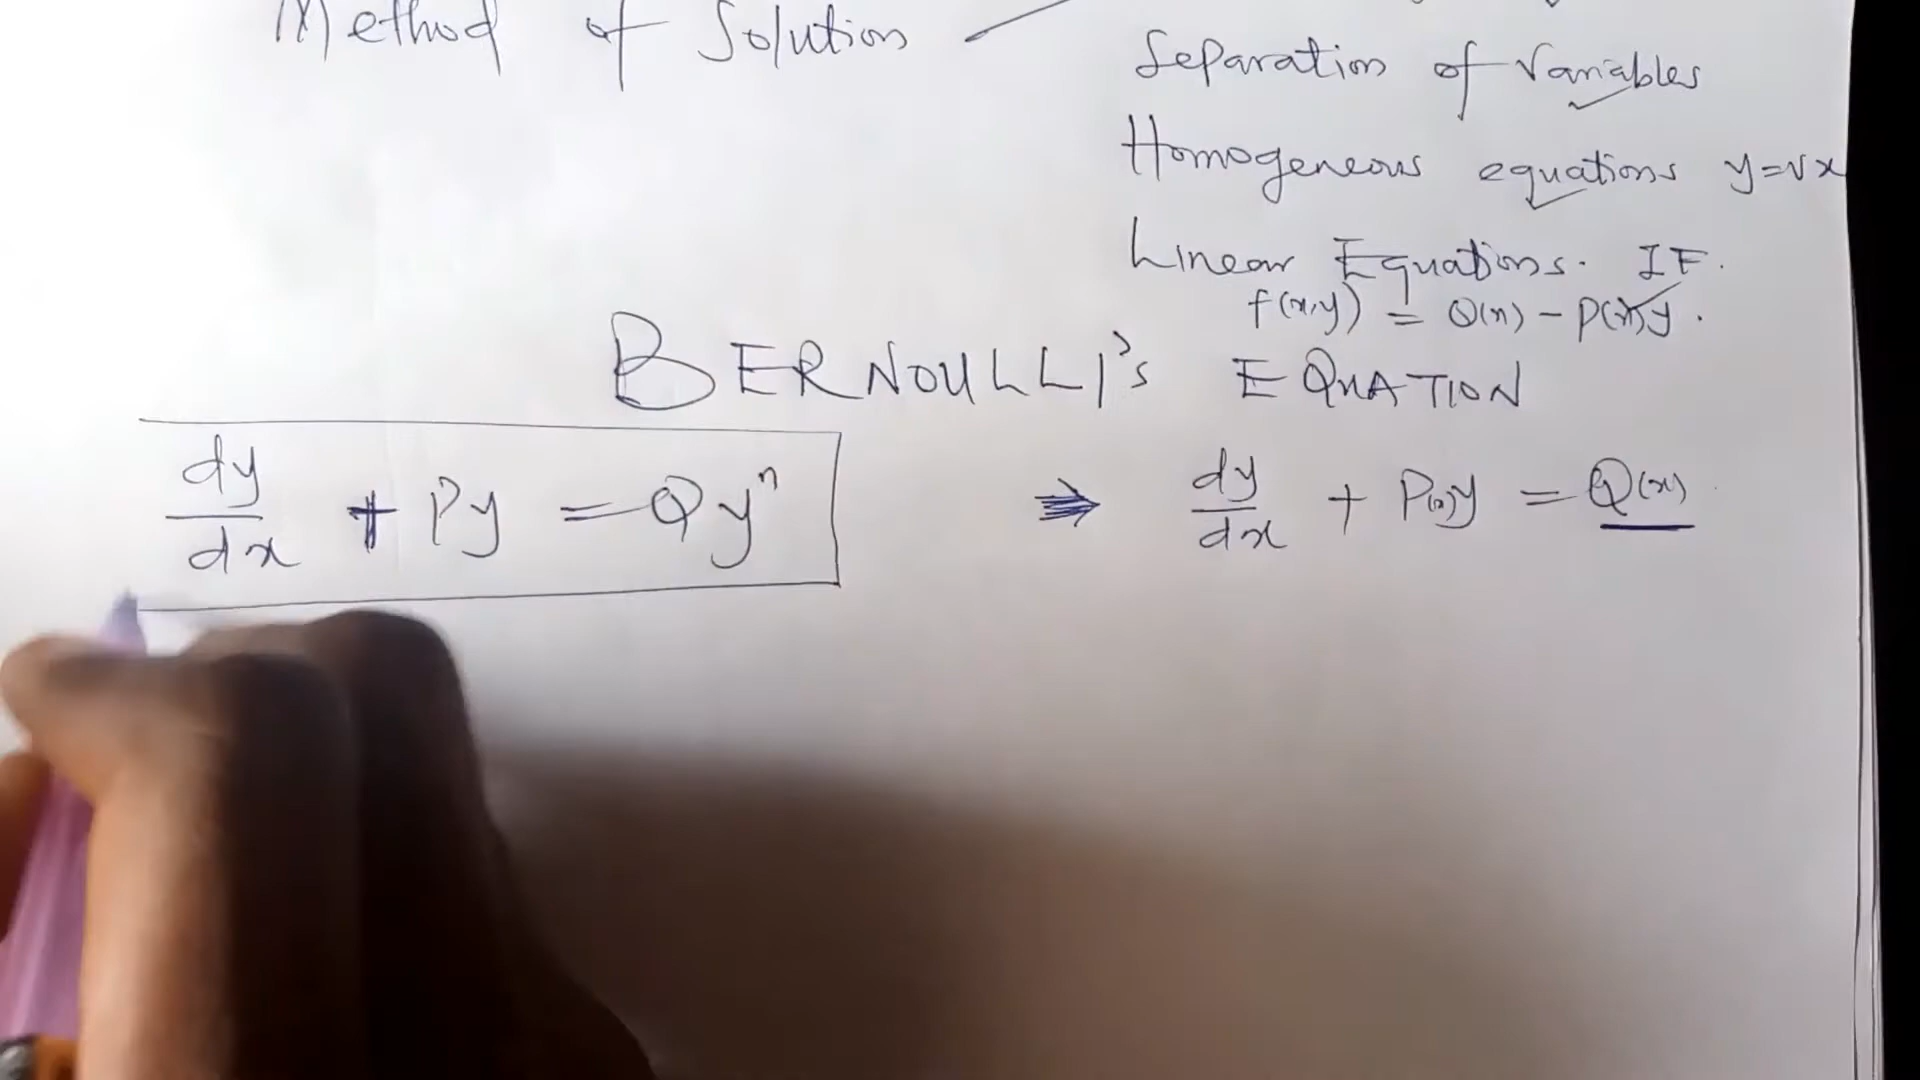 Method of Solution
Separation of Variables
Homogeneous equations y=vx
Linear Equations. IF.
f(x,y) = Q(x) - P(x)y.
BERNOULLI's EQUATION
dy/dx + Py = Qyⁿ
⇒ dy/dx + P(x)y = Q(x)